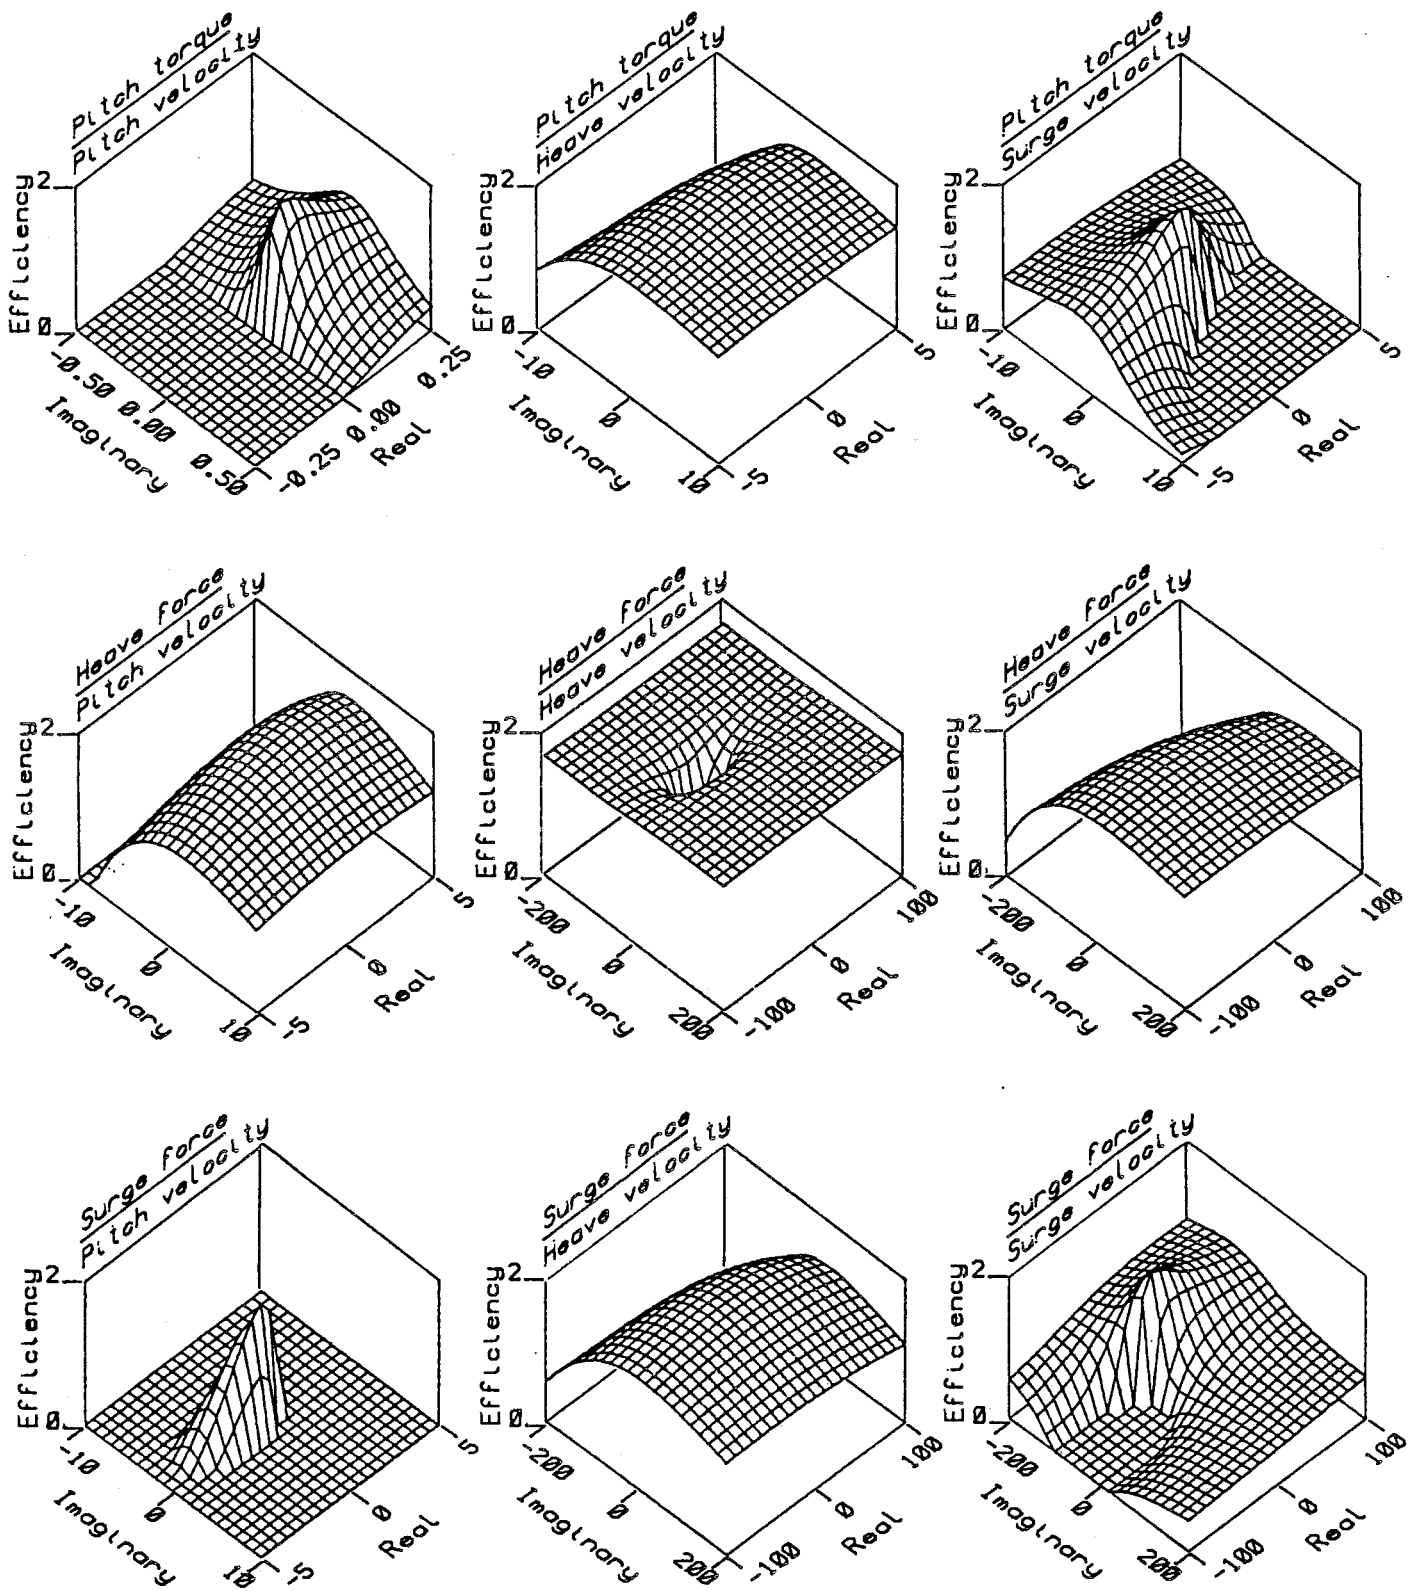 Pitch torque
Pitch velocity
Efficiency
2
0
-0.50
0.00
0.50
Imaginary
-0.25
0.00
0.25
Real
Pitch torque
Heave velocity
Efficiency
2
0
-10
0
10
Imaginary
-5
0
5
Real
Pitch torque
Surge velocity
Efficiency
2
0
-10
0
10
Imaginary
-5
0
5
Real
Heave force
Pitch velocity
Efficiency
2
0
-10
0
10
Imaginary
-5
0
5
Real
Heave force
Heave velocity
Efficiency
2
0
-200
0
200
Imaginary
-100
0
100
Real
Heave force
Surge velocity
Efficiency
2
0
-200
0
200
Imaginary
-100
0
100
Real
Surge force
Pitch velocity
Efficiency
2
0
-10
0
10
Imaginary
-5
0
5
Real
Surge force
Heave velocity
Efficiency
2
0
-200
0
200
Imaginary
-100
0
100
Real
Surge force
Surge velocity
Efficiency
2
0
-200
0
200
Imaginary
-100
0
100
Real